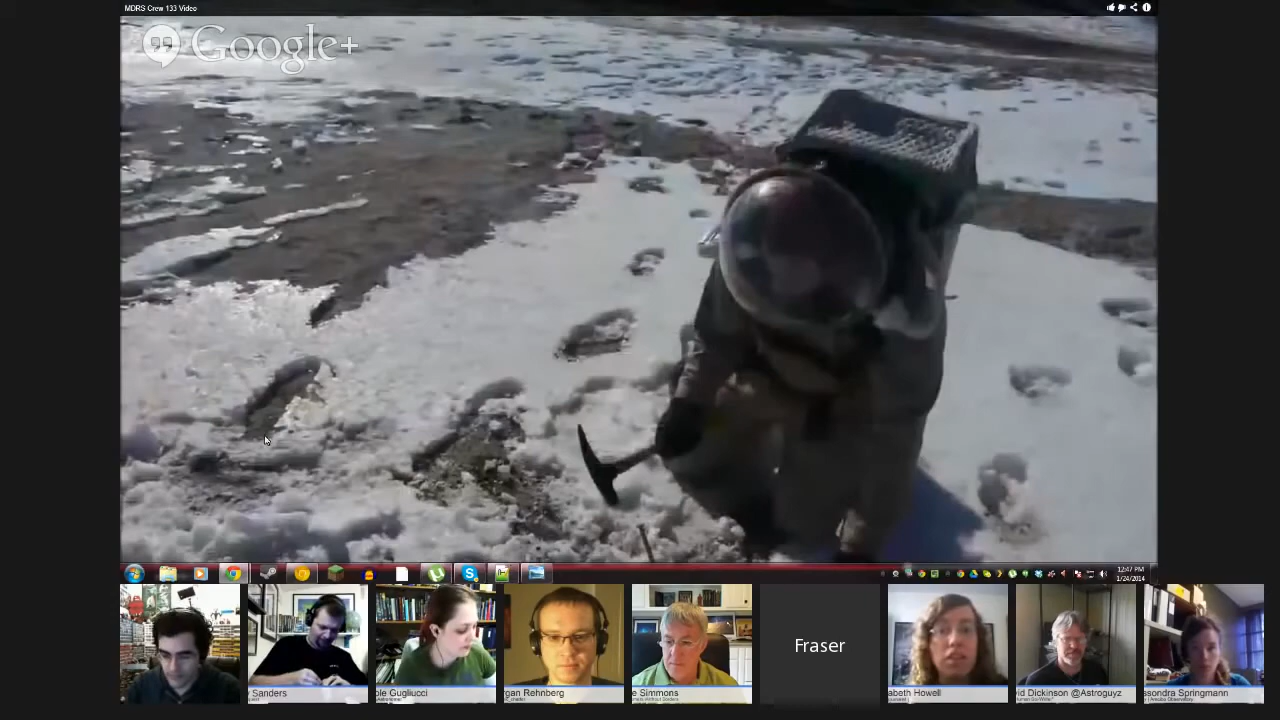 MDRS Crew 133 Video
Google+
12:47 PM
1/24/2014
Sanders
ole Gugliucci
gan Rehnberg
e Simmons
Fraser
abeth Howell
vid Dickinson @Astroguyz
ssondra Springmann